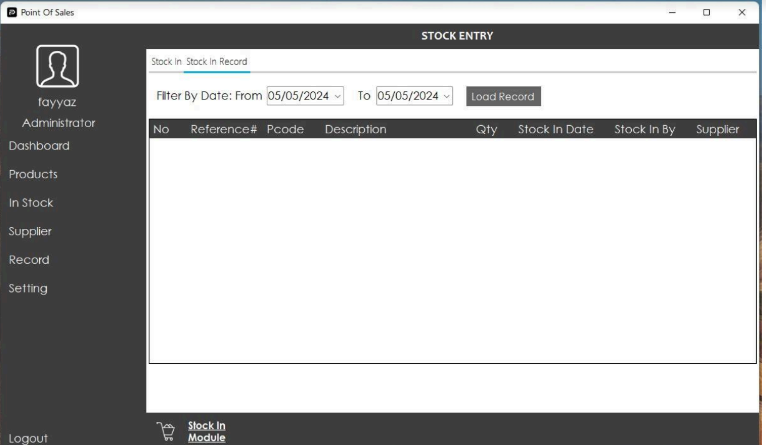 Point Of Sales
STOCK ENTRY
fayyaz
Administrator
Dashboard
Products
In Stock
Supplier
Record
Setting
Logout
Stock In Stock In Record
Filter By Date: From 05/05/2024 To 05/05/2024 Load Record
No Reference# Pcode Description Qty Stock In Date Stock In By Supplier
Stock In
Module